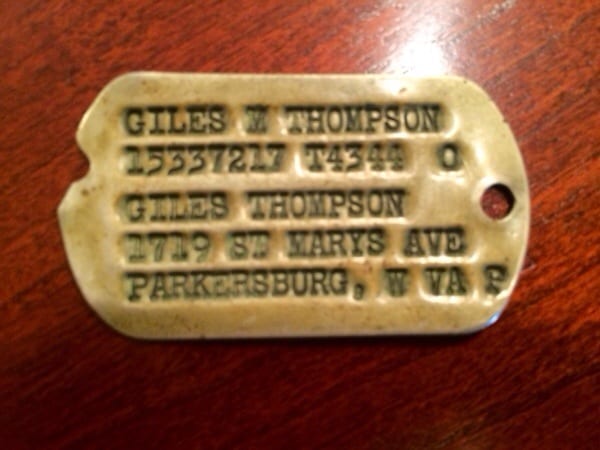 GILES M THOMPSON
15337217 T4344 O
GILES THOMPSON
1719 ST MARYS AVE
PARKERSBURG, W VA P